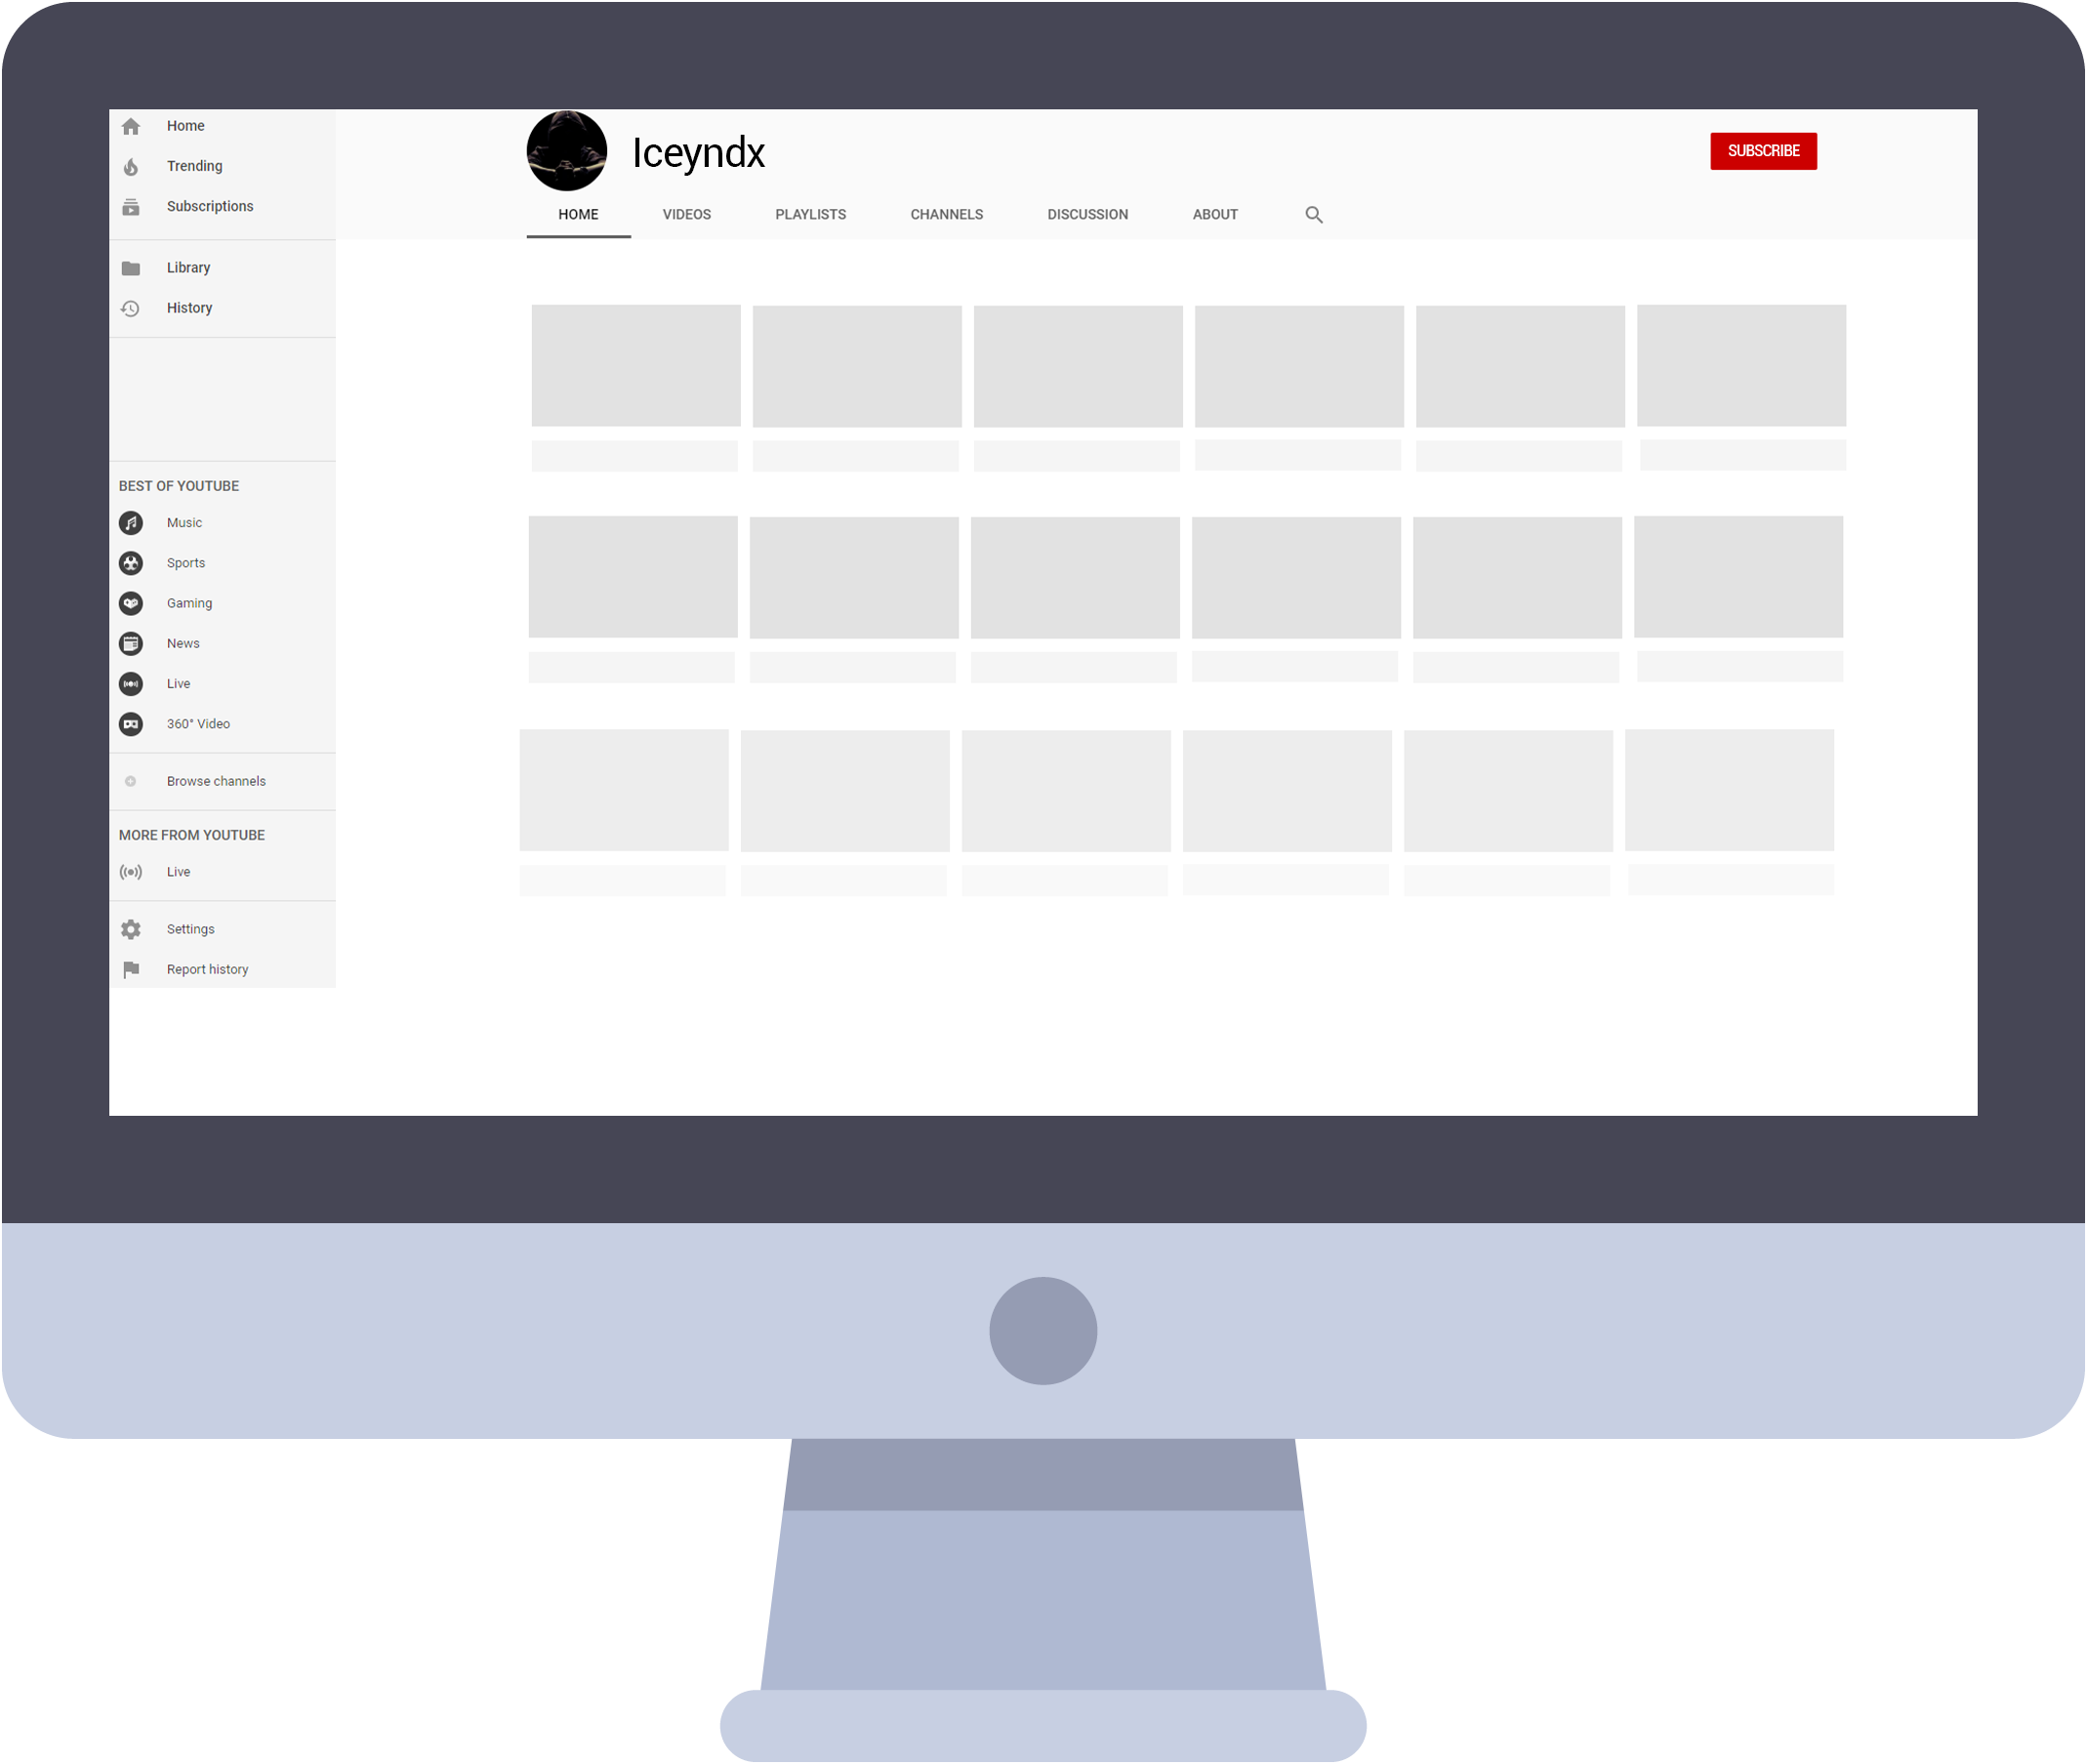 Home
Trending
Subscriptions
Library
History
BEST OF YOUTUBE
Music
Sports
Gaming
News
Live
360° Video
Browse channels
MORE FROM YOUTUBE
Live
Settings
Report history
Iceyndx
SUBSCRIBE
HOME VIDEOS PLAYLISTS CHANNELS DISCUSSION ABOUT